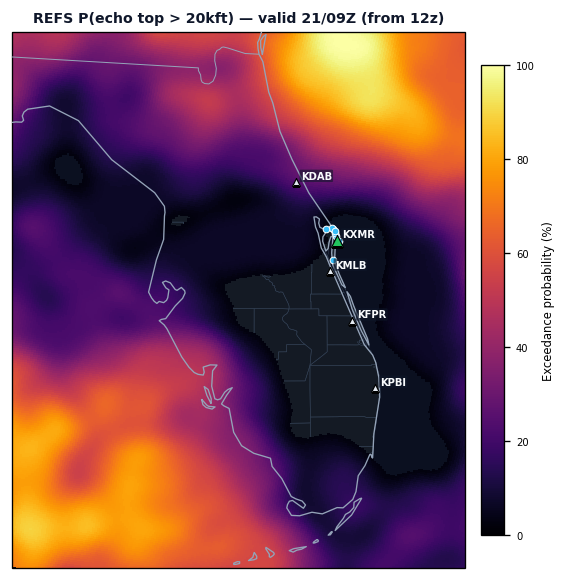 REFS P(echo top > 20kft) — valid 21/09Z (from 12z)
KDAB
KXMR
KMLB
KFPR
KPBI
100
80
60
40
20
0
Exceedance probability (%)